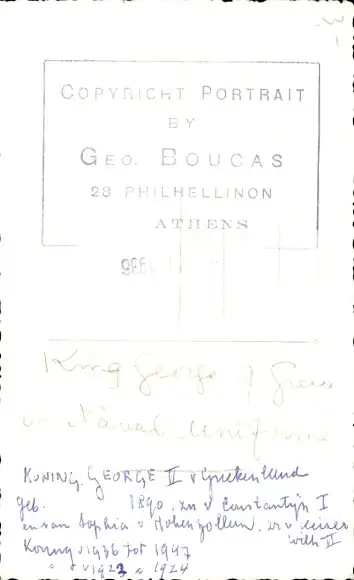 COPYRIGHT PORTRAIT
BY
GEO. BOUCAS
28 PHILHELLINON
ATHENS
King George of Greece
in Naval Uniform
KONING GEORGE II v Griekenland
geb. 1890, zn v Constantijn I
en van Sophia v Hohenzollern, zr v keizer
Wilh II
Koning v 1936 tot 1947
" v 1922 " 1924